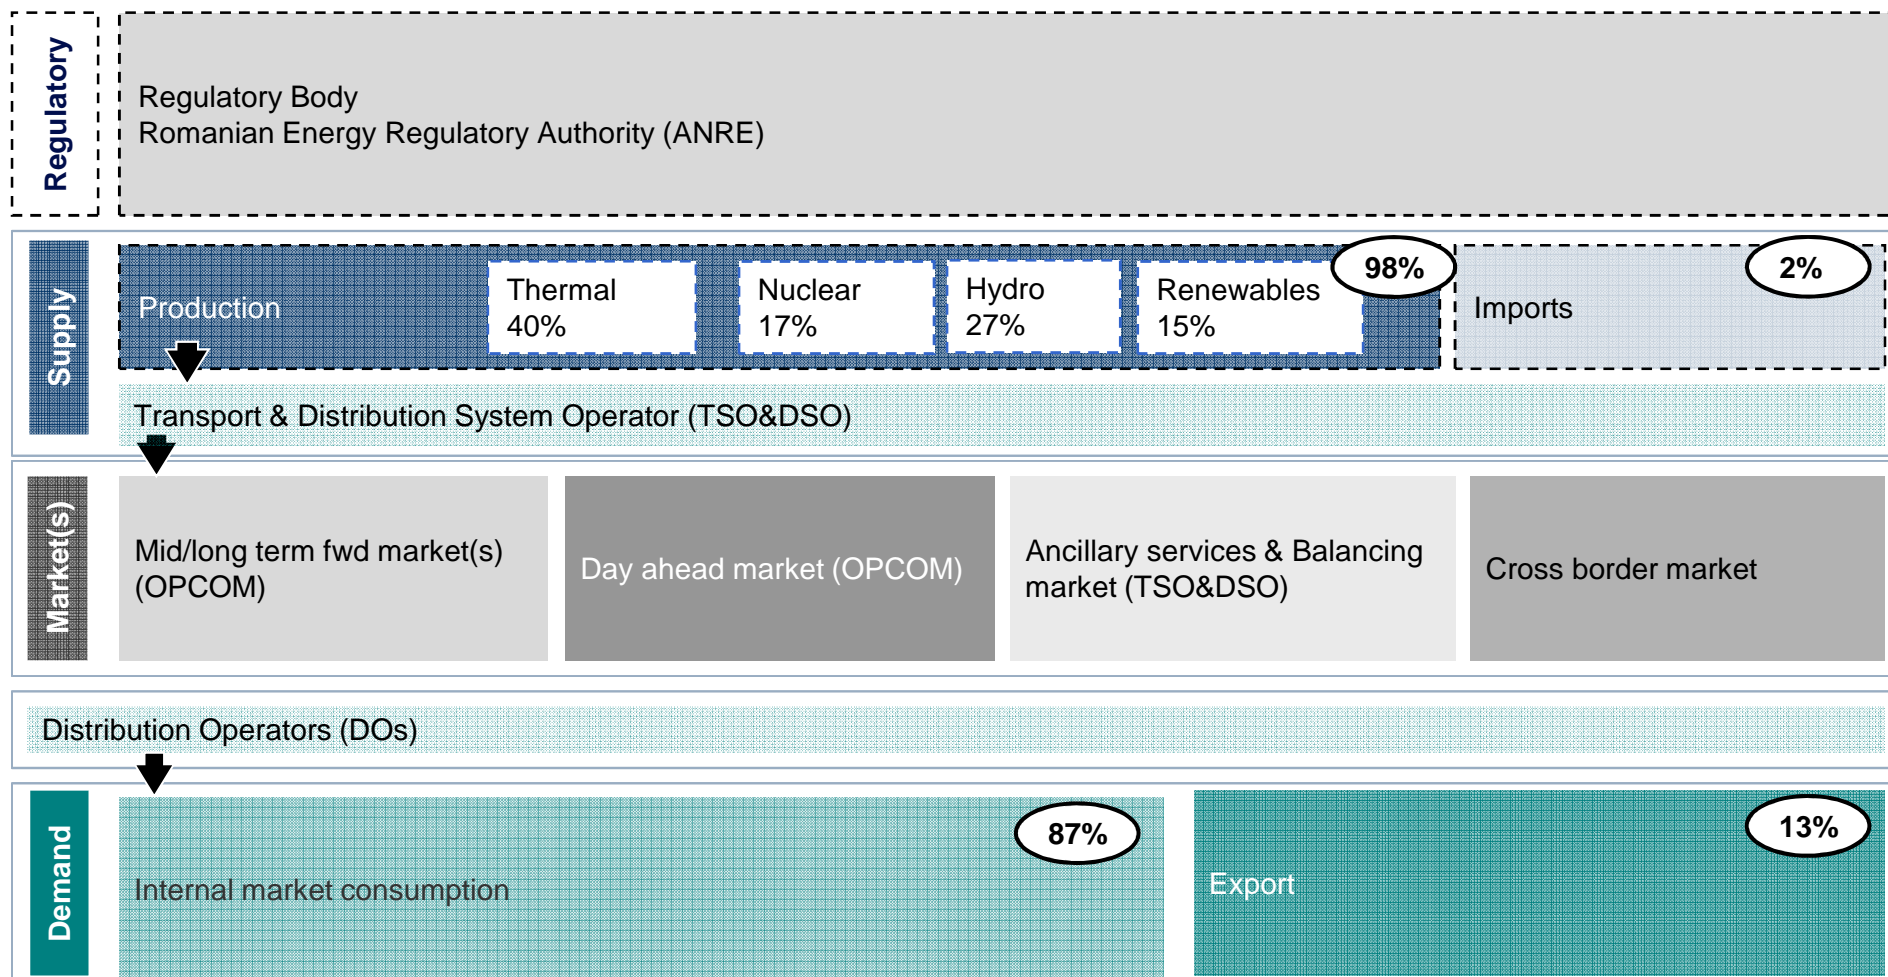 Regulatory
Regulatory Body
Romanian Energy Regulatory Authority (ANRE)
Supply
Production
Thermal
40%
Nuclear
17%
Hydro
27%
Renewables
15%
98%
Imports
2%
Transport & Distribution System Operator (TSO&DSO)
Market(s)
Mid/long term fwd market(s)
(OPCOM)
Day ahead market (OPCOM)
Ancillary services & Balancing
market (TSO&DSO)
Cross border market
Distribution Operators (DOs)
Demand
Internal market consumption
87%
Export
13%